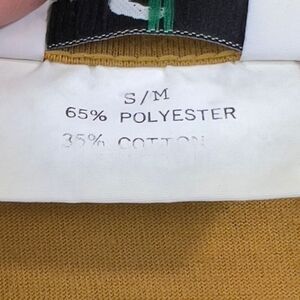 S/M
65% POLYESTER
35% COTTON